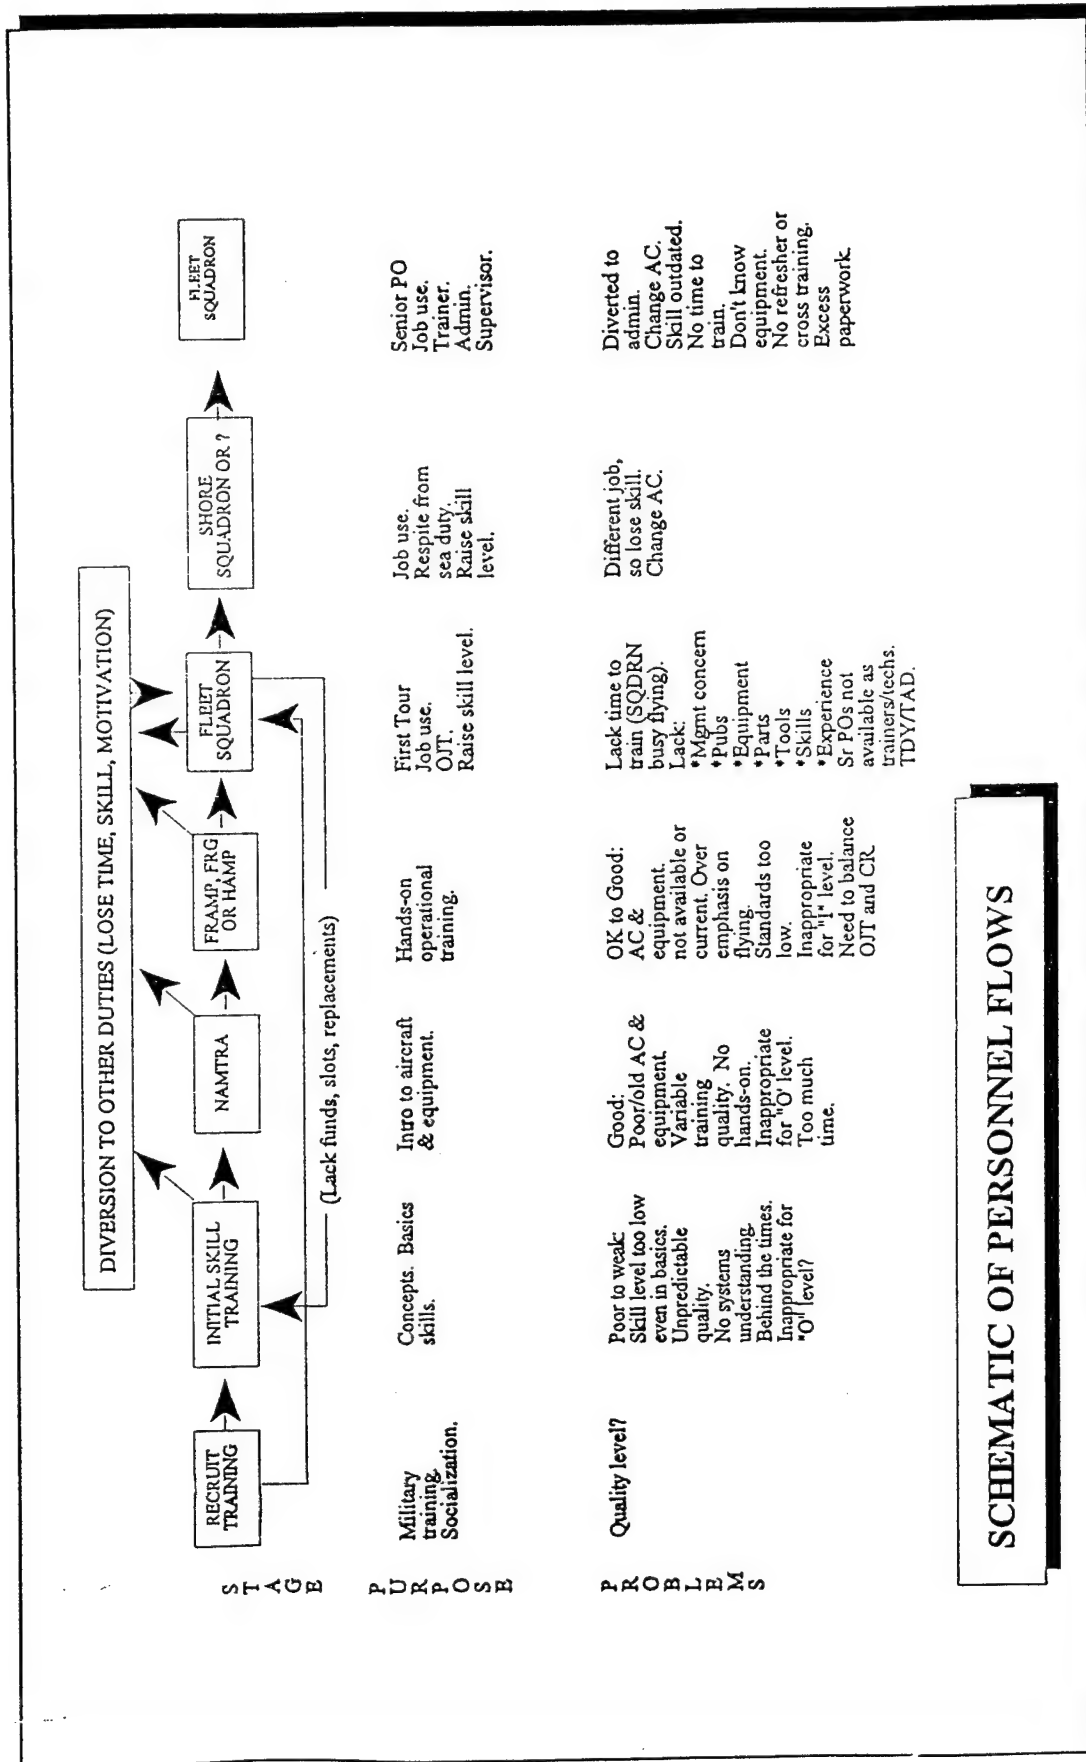 DIVERSION TO OTHER DUTIES (LOSE TIME, SKILL, MOTIVATION)
STAGE
RECRUIT
TRAINING
INITIAL SKILL
TRAINING
NAMTRA
FRAMP, FRG
OR HAMP
FLEET
SQUADRON
SHORE
SQUADRON OR ?
FLEET
SQUADRON
(Lack funds, slots, replacements)
PURPOSE
Military
training.
Socialization.
Concepts. Basics
skills.
Intro to aircraft
& equipment.
Hands-on
operational
training.
First Tour
Job use.
OJT.
Raise skill level.
Job use.
Respite from
sea duty.
Raise skill
level.
Senior PO
Job use.
Trainer.
Admin.
Supervisor.
PROBLEMS
Quality level?
Poor to weak:
Skill level too low
even in basics.
Unpredictable
quality.
No systems
understanding.
Behind the times.
Inappropriate for
"O" level?
Good:
Poor/old AC &
equipment.
Variable
training
quality. No
hands-on.
Inappropriate
for "O' level.
Too much
time.
OK to Good:
AC &
equipment.
not available or
current. Over
emphasis on
flying.
Standards too
low.
Inappropriate
for "I" level.
Need to balance
OJT and CR
Lack time to
train (SQDRN
busy flying).
Lack:
*Mgmt concern
*Pubs
*Equipment
*Parts
*Tools
*Skills
*Experience
Sr POs not
available as
trainers/techs.
TDY/TAD.
Different job,
so lose skill.
Change AC.
Diverted to
admin.
Change AC.
Skill outdated.
No time to
train.
Don't know
equipment.
No refresher or
cross training.
Excess
paperwork.
SCHEMATIC OF PERSONNEL FLOWS